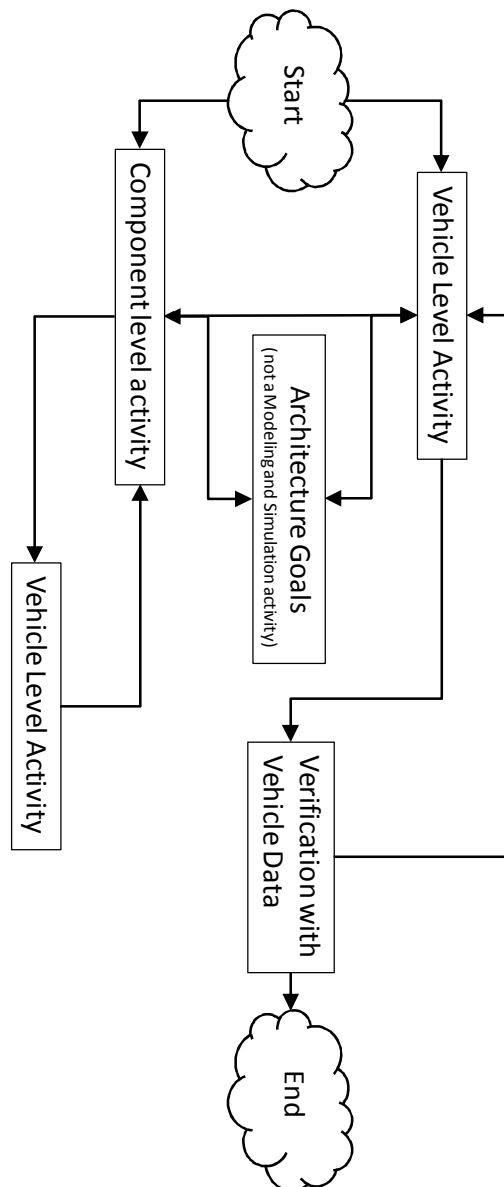 Start
Vehicle Level Activity
Component level activity
Architecture Goals
(not a Modeling and Simulation activity)
Vehicle Level Activity
Verification with
Vehicle Data
End